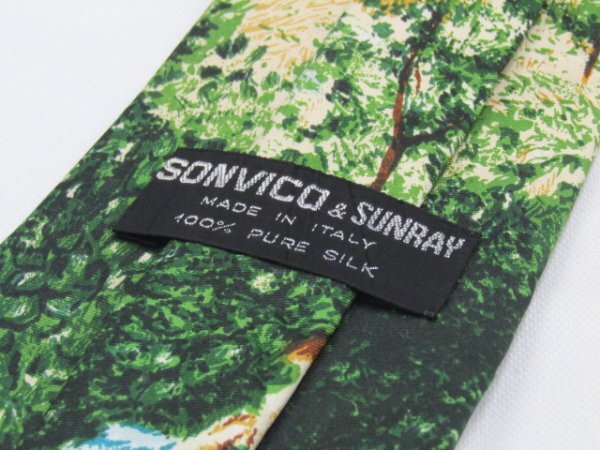 SONVICO & SUNRAY
MADE IN ITALY
100% PURE SILK